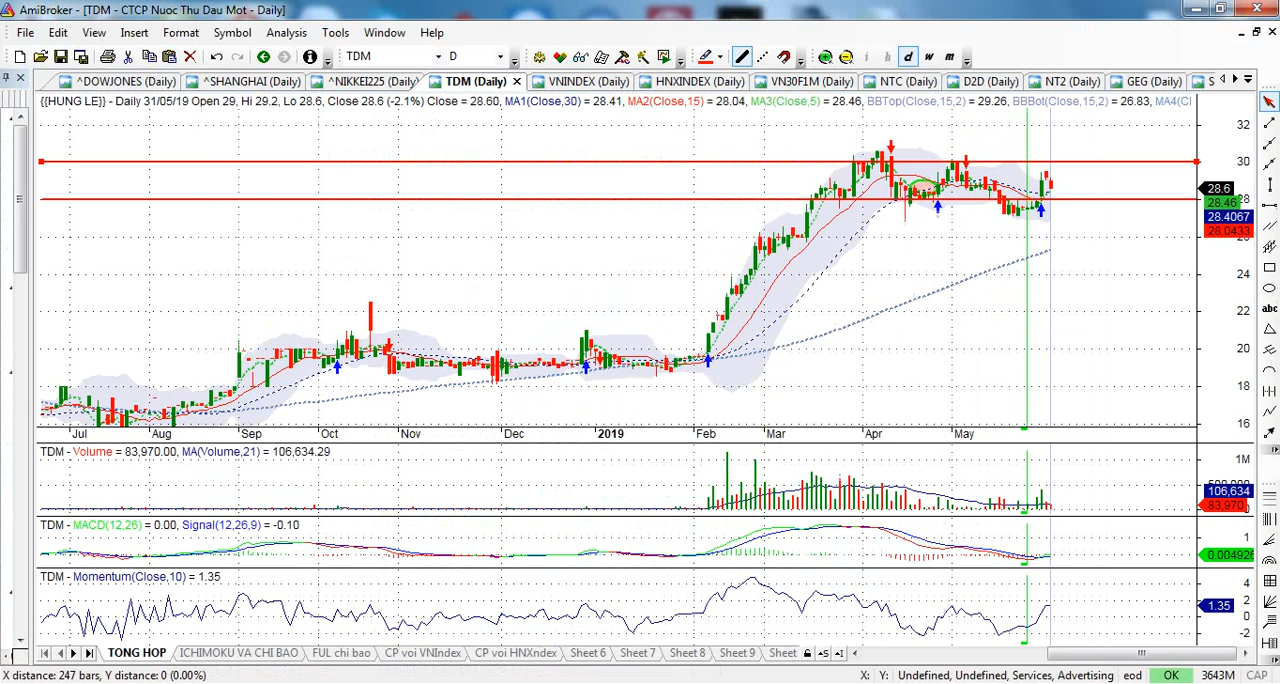 AmiBroker - [TDM - CTCP Nuoc Thu Dau Mot - Daily]
File Edit View Insert Format Symbol Analysis Tools Window Help
TDM D i h d w m
^DOWJONES (Daily) ^SHANGHAI (Daily) ^NIKKEI225 (Daily) TDM (Daily) VNINDEX (Daily) HNXINDEX (Daily) VN30F1M (Daily) NTC (Daily) DZD (Daily) NT2 (Daily) GEG (Daily) S
{{HUNG LE}} - Daily 31/05/19 Open 29, Hi 29.2, Lo 28.6, Close 28.6 (-2.1%) Close = 28.60, MA1(Close,30) = 28.41, MA2(Close,15) = 28.04, MA3(Close,5) = 28.46, BBTop(Close,15,2) = 29.26, BBBot(Close,15,2) = 26.83, MA4(Cl
32
30
28.6
28
28.46
28.4067
28.0433
26
24
22
20
18
16
abc
Jul Aug Sep Oct Nov Dec 2019 Feb Mar Apr May
TDM - Volume = 83,970.00, MA(Volume,21) = 106,634.29
1M
106,634
83,970
TDM - MACD(12,26) = 0.00, Signal(12,26,9) = -0.10
1
0.004926
TDM - Momentum(Close,10) = 1.35
4
2
1.35
0
-2
TONG HOP ICHIMOKU VA CHI BAO FUll chi bao CP voi VNIndex CP voi HNXndex Sheet 6 Sheet 7 Sheet 8 Sheet 9 Sheet
X distance: 247 bars, Y distance: 0 (0.00%) X: Y: Undefined, Undefined, Services, Advertising eod OK 3643M CAP